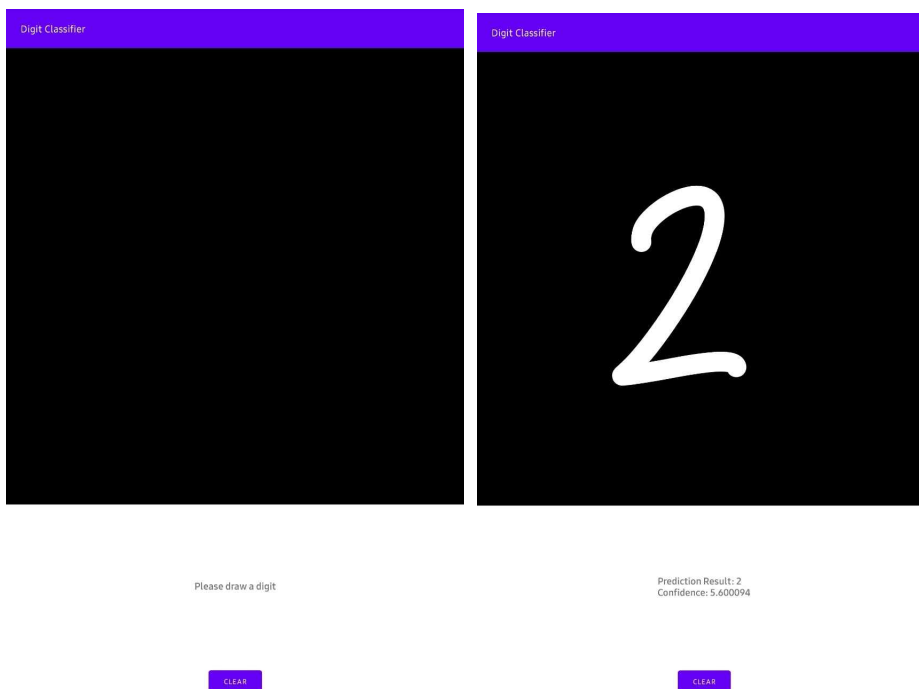 Digit Classifier
Please draw a digit
CLEAR
Digit Classifier
2
Prediction Result: 2
Confidence: 5.600094
CLEAR